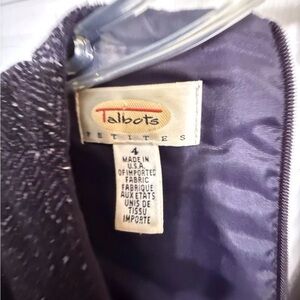 Talbots
PETITES
4
MADE IN
U.S.A.
OF IMPORTED
FABRIC
FABRIQUE
AUX ETATS
UNIS DE
TISSU
IMPORTE